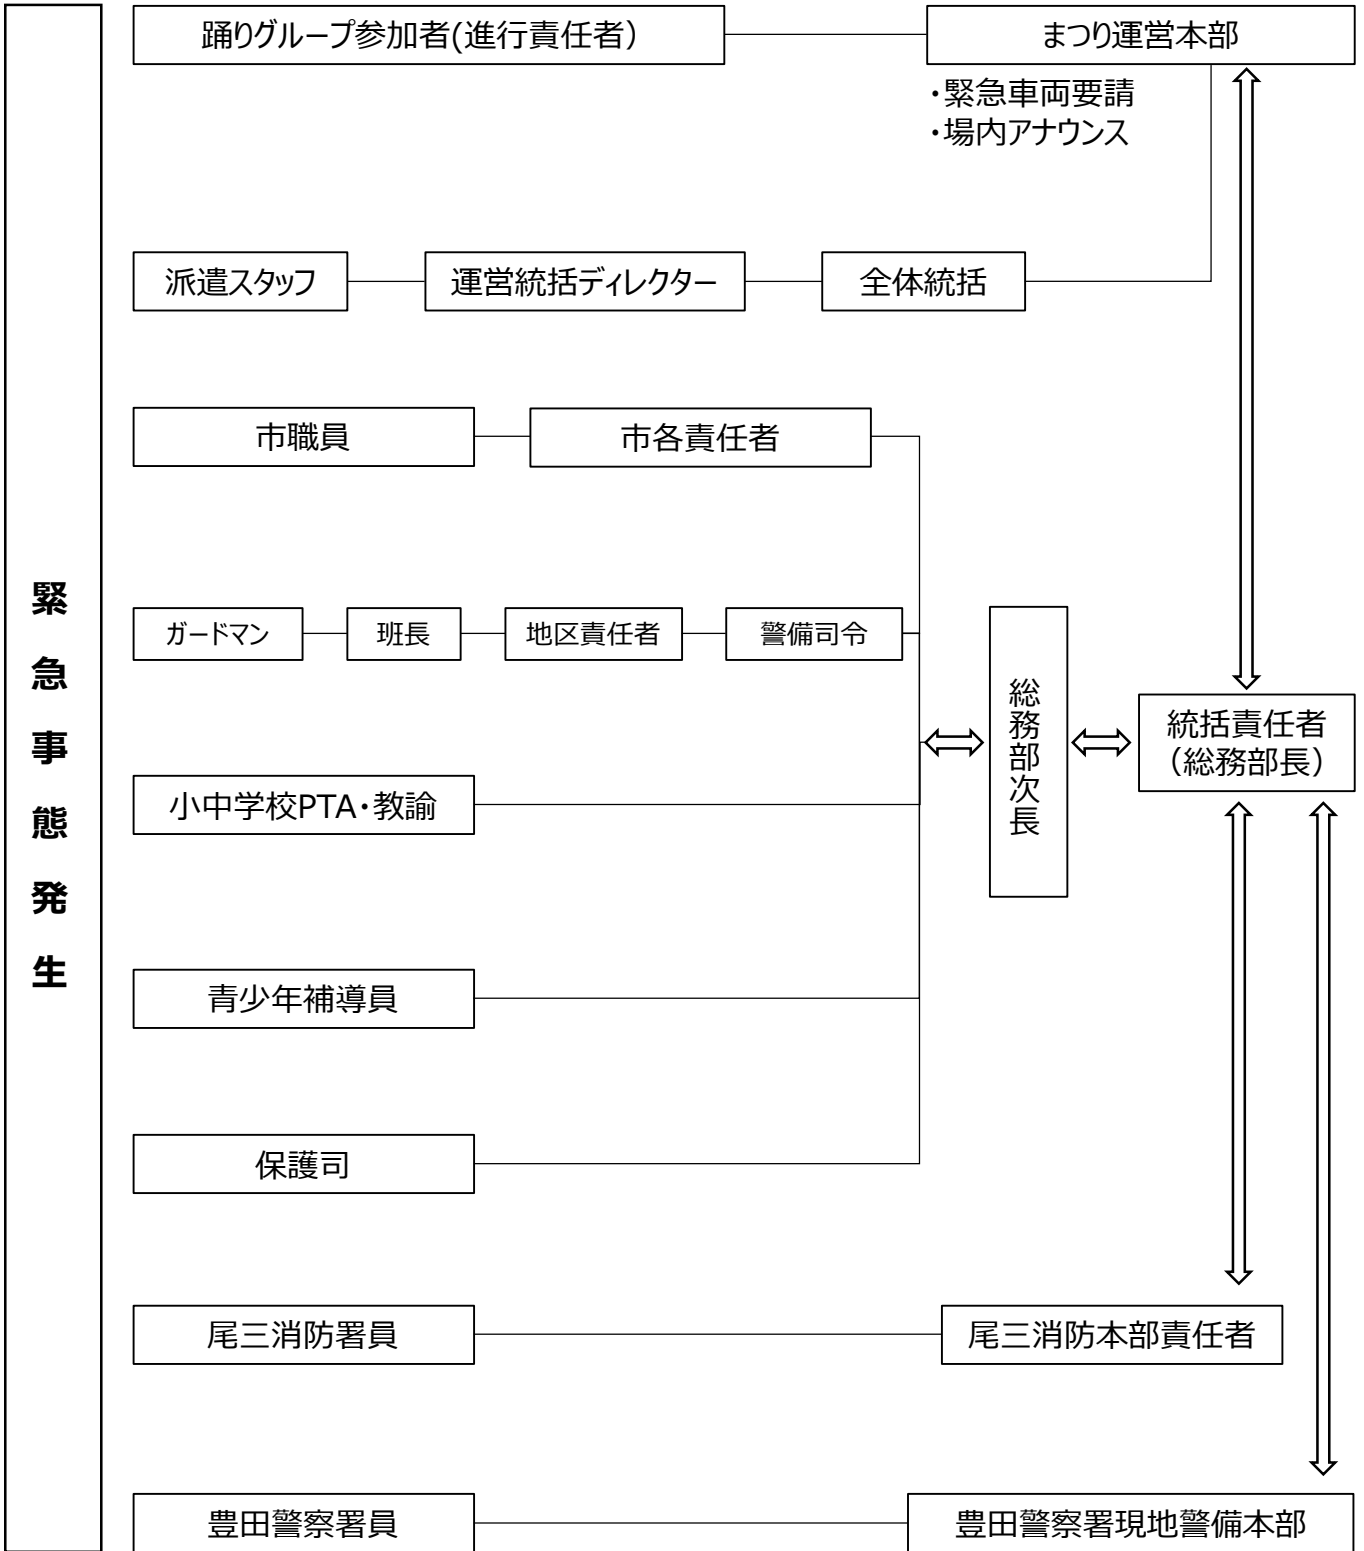 緊急事態発生
踊りグループ参加者(進行責任者）
まつり運営本部
・緊急車両要請
・場内アナウンス
派遣スタッフ
運営統括ディレクター
全体統括
市職員
市各責任者
ガードマン
班長
地区責任者
警備司令
総務部次長
統括責任者
（総務部長）
小中学校PTA・教諭
青少年補導員
保護司
尾三消防署員
尾三消防本部責任者
豊田警察署員
豊田警察署現地警備本部